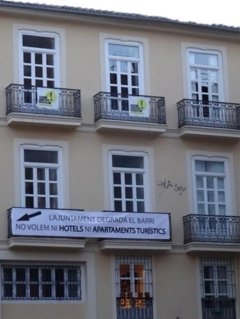 L'AJUNTAMENT DEGRADA EL BARRI
NO VOLEM NI HOTELS NI APARTAMENTS TURÍSTICS